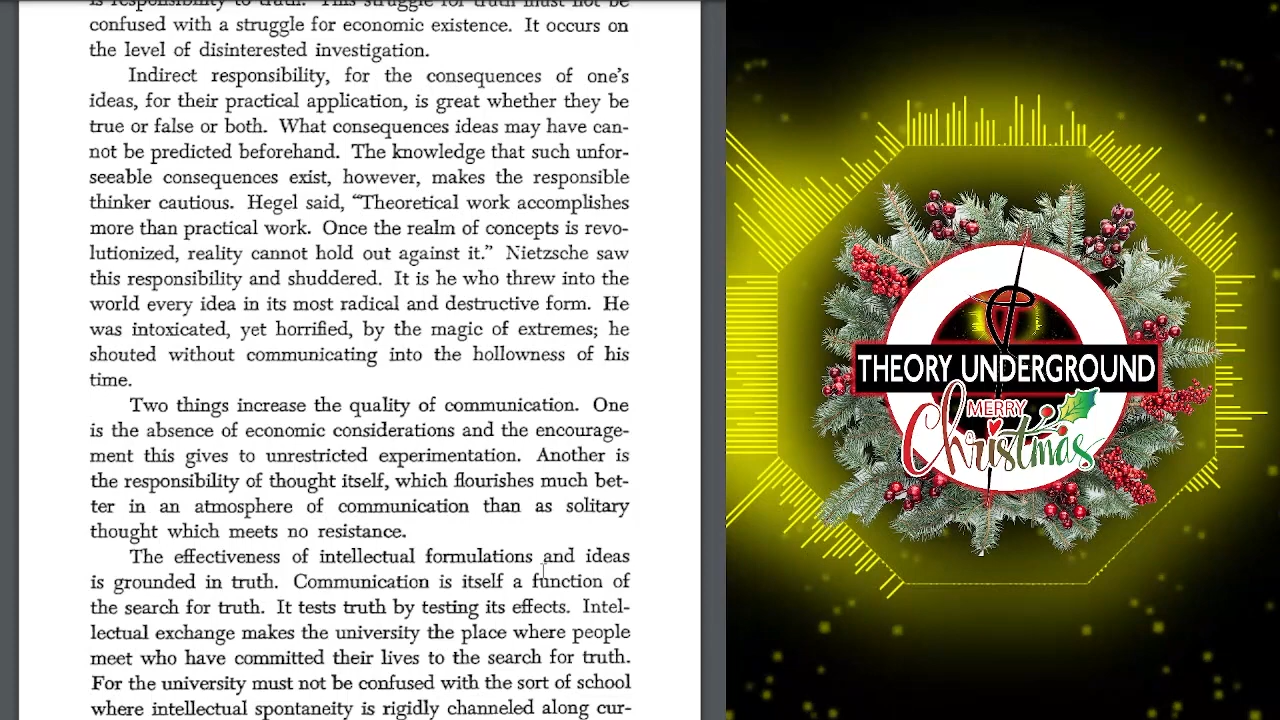 is responsibility to truth. This struggle for truth must not be
confused with a struggle for economic existence. It occurs on
the level of disinterested investigation.
Indirect responsibility, for the consequences of one's
ideas, for their practical application, is great whether they be
true or false or both. What consequences ideas may have can-
not be predicted beforehand. The knowledge that such unfor-
seeable consequences exist, however, makes the responsible
thinker cautious. Hegel said, “Theoretical work accomplishes
more than practical work. Once the realm of concepts is revo-
lutionized, reality cannot hold out against it.” Nietzsche saw
this responsibility and shuddered. It is he who threw into the
world every idea in its most radical and destructive form. He
was intoxicated, yet horrified, by the magic of extremes; he
shouted without communicating into the hollowness of his
time.
Two things increase the quality of communication. One
is the absence of economic considerations and the encourage-
ment this gives to unrestricted experimentation. Another is
the responsibility of thought itself, which flourishes much bet-
ter in an atmosphere of communication than as solitary
thought which meets no resistance.
The effectiveness of intellectual formulations and ideas
is grounded in truth. Communication is itself a function of
the search for truth. It tests truth by testing its effects. Intel-
lectual exchange makes the university the place where people
meet who have committed their lives to the search for truth.
For the university must not be confused with the sort of school
where intellectual spontaneity is rigidly channeled along cur-
THEORY UNDERGROUND
MERRY
Christmas